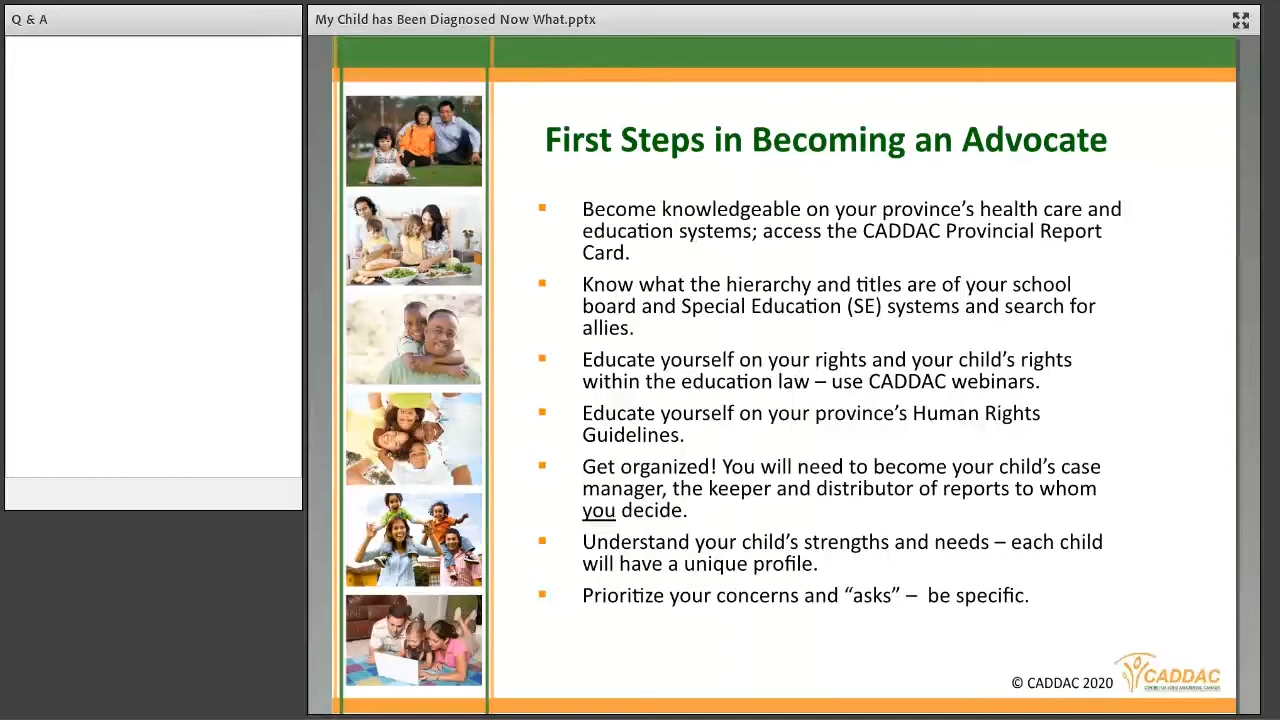 Q & A
My Child has Been Diagnosed Now What.pptx
First Steps in Becoming an Advocate
▪ Become knowledgeable on your province’s health care and
education systems; access the CADDAC Provincial Report
Card.
▪ Know what the hierarchy and titles are of your school
board and Special Education (SE) systems and search for
allies.
▪ Educate yourself on your rights and your child’s rights
within the education law – use CADDAC webinars.
▪ Educate yourself on your province’s Human Rights
Guidelines.
▪ Get organized! You will need to become your child’s case
manager, the keeper and distributor of reports to whom
you decide.
▪ Understand your child’s strengths and needs – each child
will have a unique profile.
▪ Prioritize your concerns and “asks” – be specific.
© CADDAC 2020
CADDAC